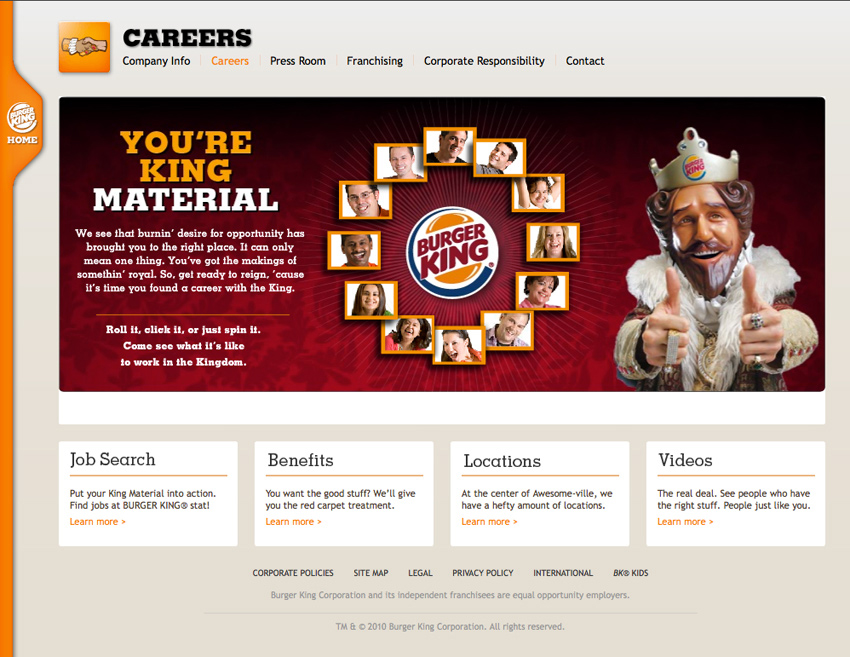 CAREERS
Company Info
Careers
Press Room
Franchising
Corporate Responsibility
Contact
BURGER
KING
HOME
YOU'RE
KING
MATERIAL
We see that burnin' desire for opportunity has
brought you to the right place. It can only
mean one thing. You've got the makings of
somethin' royal. So, get ready to reign, 'cause
it's time you found a career with the King.
Roll it, click it, or just spin it.
Come see what it's like
to work in the Kingdom.
BURGER
KING®
BURGER
KING
Job Search
Put your King Material into action.
Find jobs at BURGER KING® stat!
Learn more >
Benefits
You want the good stuff? We'll give
you the red carpet treatment.
Learn more >
Locations
At the center of Awesome-ville, we
have a hefty amount of locations.
Learn more >
Videos
The real deal. See people who have
the right stuff. People just like you.
Learn more >
CORPORATE POLICIES
SITE MAP
LEGAL
PRIVACY POLICY
INTERNATIONAL
BK® KIDS
Burger King Corporation and its independent franchisees are equal opportunity employers.
TM & © 2010 Burger King Corporation. All rights reserved.